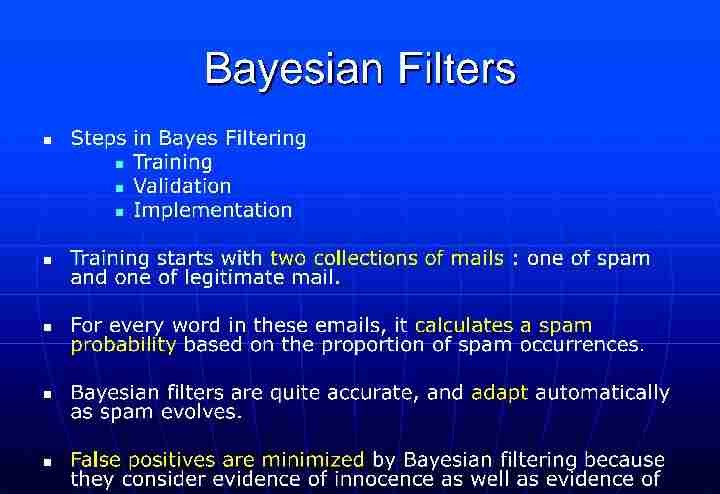 Bayesian Filters
Steps in Bayes Filtering
Training
Validation
Implementation
Training starts with two collections of mails : one of spam
and one of legitimate mail.
For every word in these emails, it calculates a spam
probability based on the proportion of spam occurrences.
Bayesian filters are quite accurate, and adapt automatically
as spam evolves.
False positives are minimized by Bayesian filtering because
they consider evidence of innocence as well as evidence of